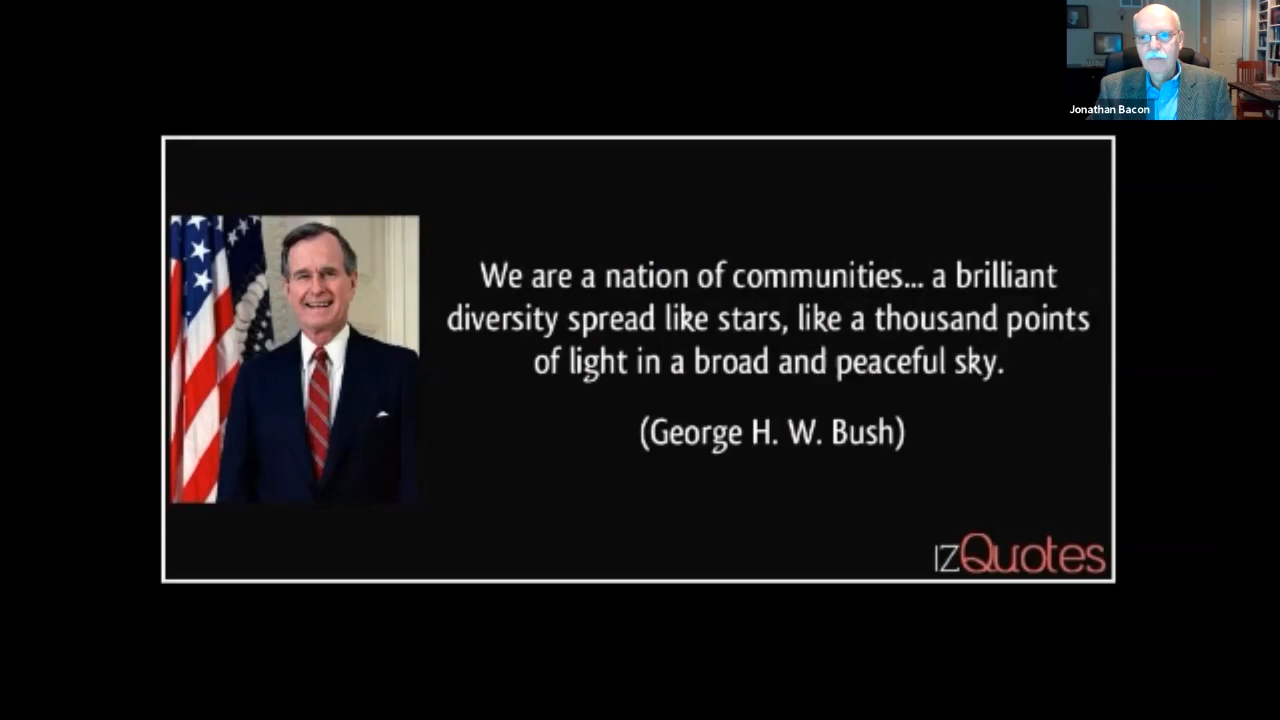 Jonathan Bacon
We are a nation of communities... a brilliant
diversity spread like stars, like a thousand points
of light in a broad and peaceful sky.
(George H. W. Bush)
IZQuotes